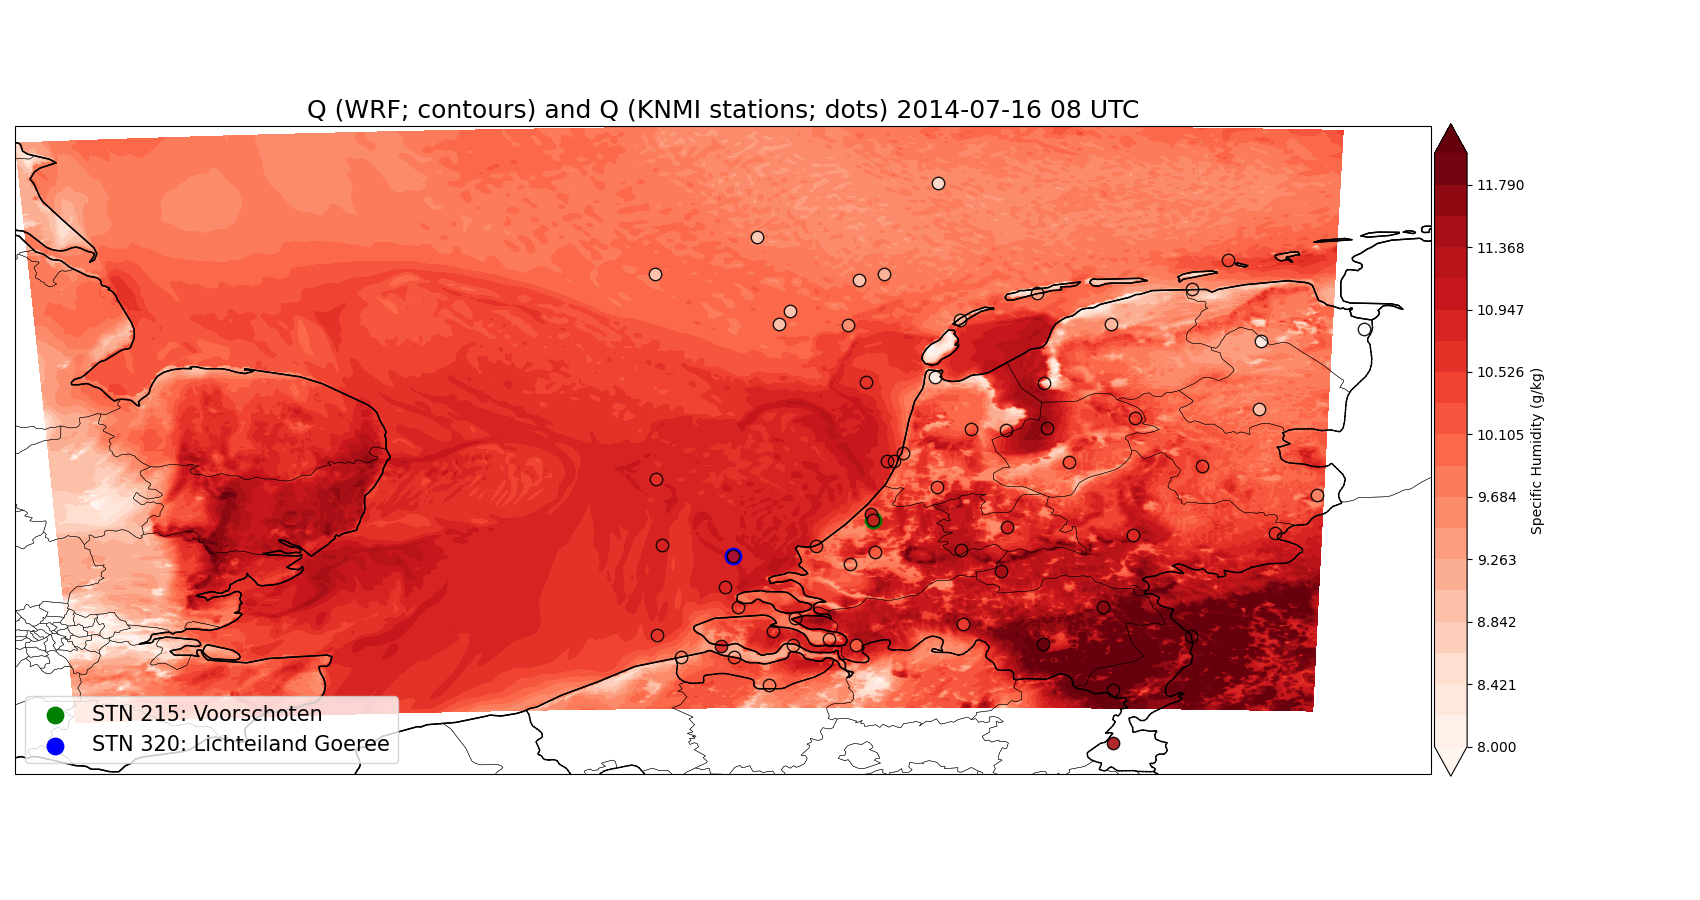 Q (WRF; contours) and Q (KNMI stations; dots) 2014-07-16 08 UTC
11.790
11.368
10.947
10.526
10.105
9.684
9.263
8.842
8.421
8.000
Specific Humidity (g/kg)
STN 215: Voorschoten
STN 320: Lichteiland Goeree